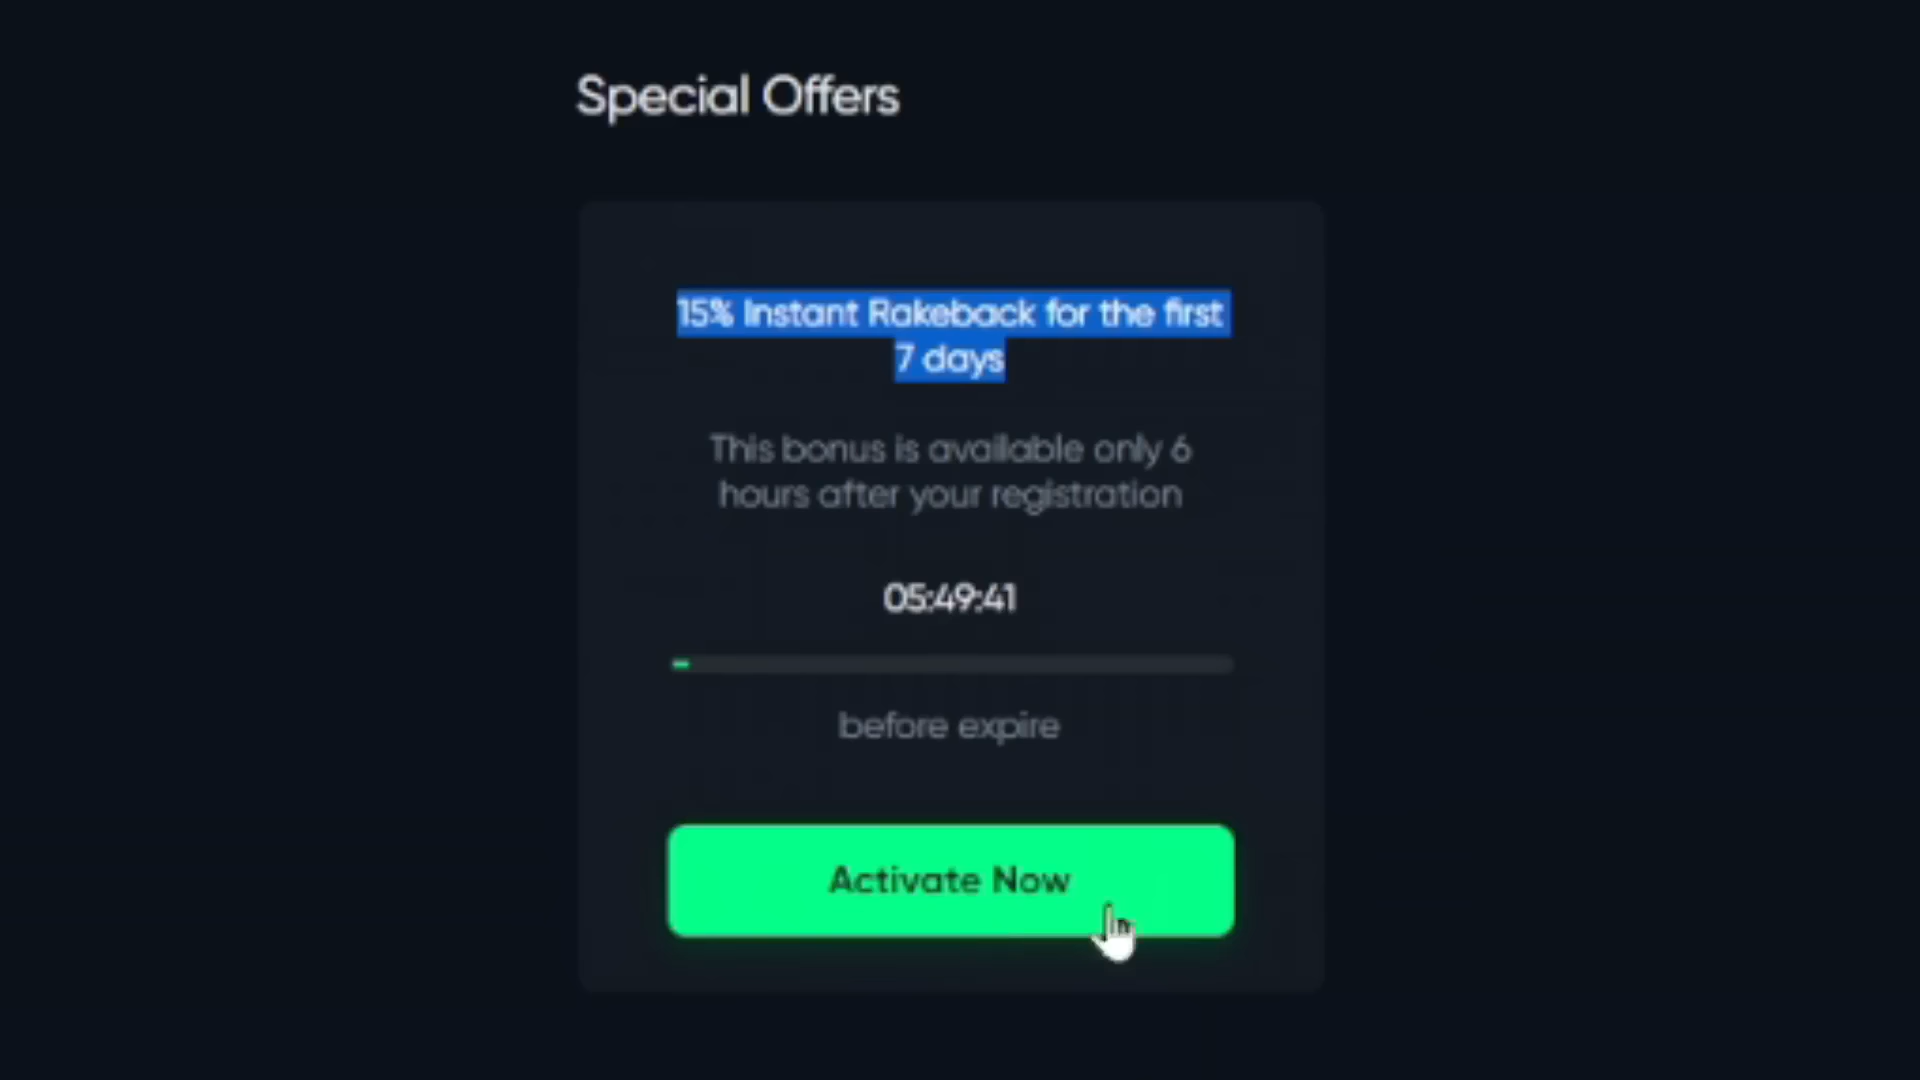 Special Offers
15% Instant Rakeback for the first
7 days
This bonus is available only 6
hours after your registration
05:49:41
before expire
Activate Now